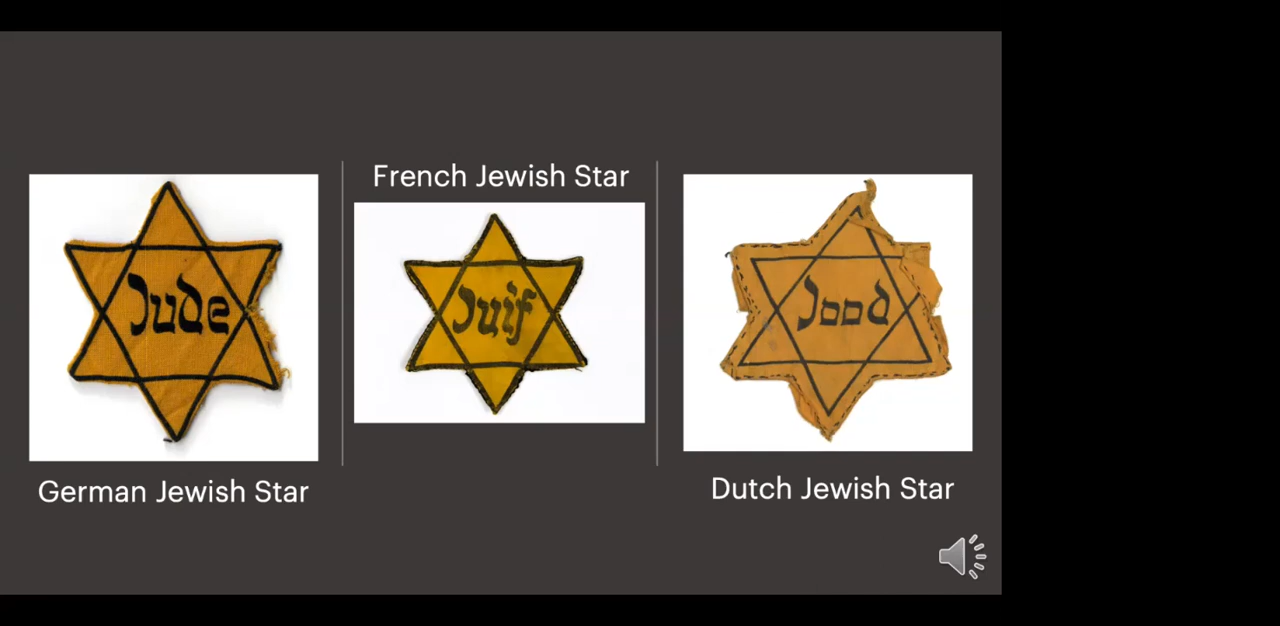 Jude
German Jewish Star
French Jewish Star
Juif
Jood
Dutch Jewish Star